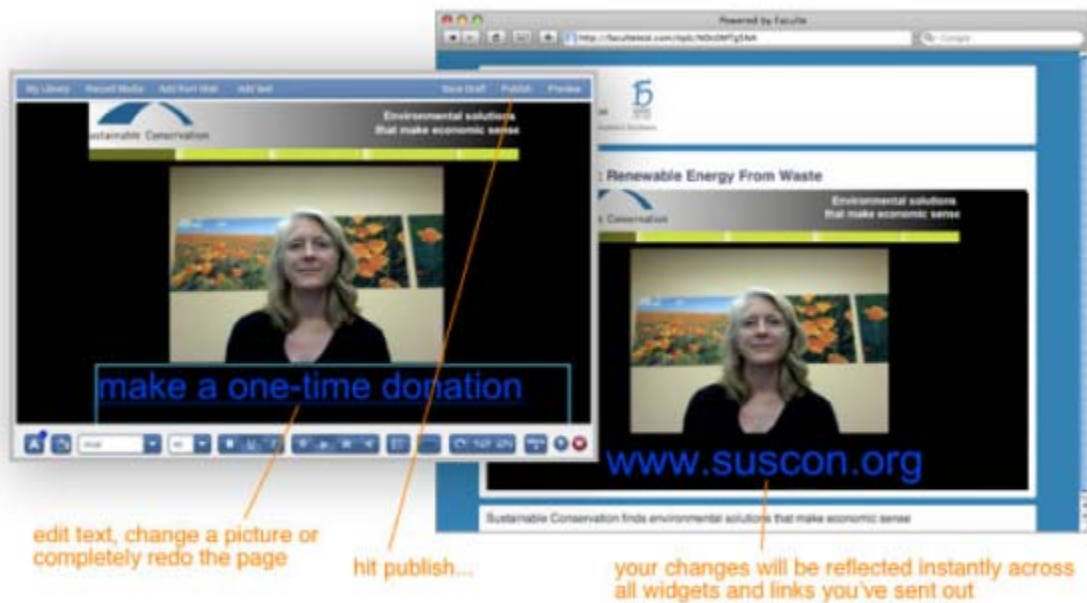 Powered by Faculte
Google
My Library Record Media Add from Web Add text Save Draft Publish Preview
Sustainable Conservation
Environmental solutions
that make economic sense
make a one-time donation
Arial
15
: Renewable Energy From Waste
Conservation
Environmental solutions
that make economic sense
www.suscon.org
Sustainable Conservation finds environmental solutions that make economic sense
edit text, change a picture or
completely redo the page
hit publish...
your changes will be reflected instantly across
all widgets and links you've sent out